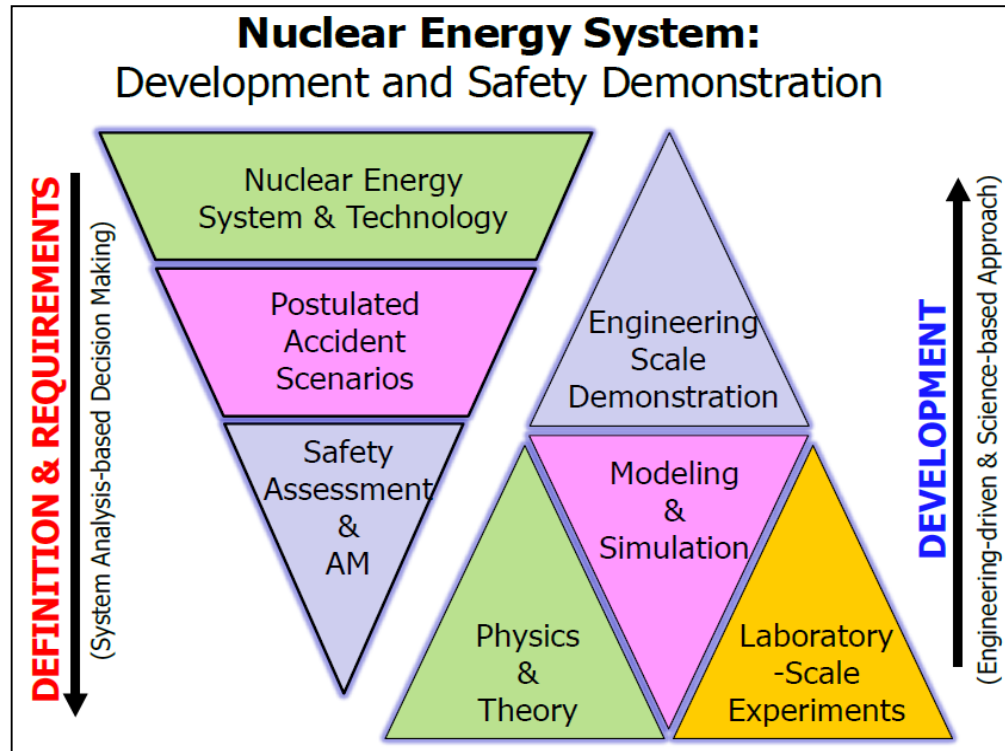 Nuclear Energy System:
Development and Safety Demonstration
DEFINITION & REQUIREMENTS
(System Analysis-based Decision Making)
Nuclear Energy
System & Technology
Postulated
Accident
Scenarios
Safety
Assessment
&
AM
Engineering
Scale
Demonstration
Modeling
&
Simulation
Physics
&
Theory
Laboratory
-Scale
Experiments
DEVELOPMENT
(Engineering-driven & Science-based Approach)